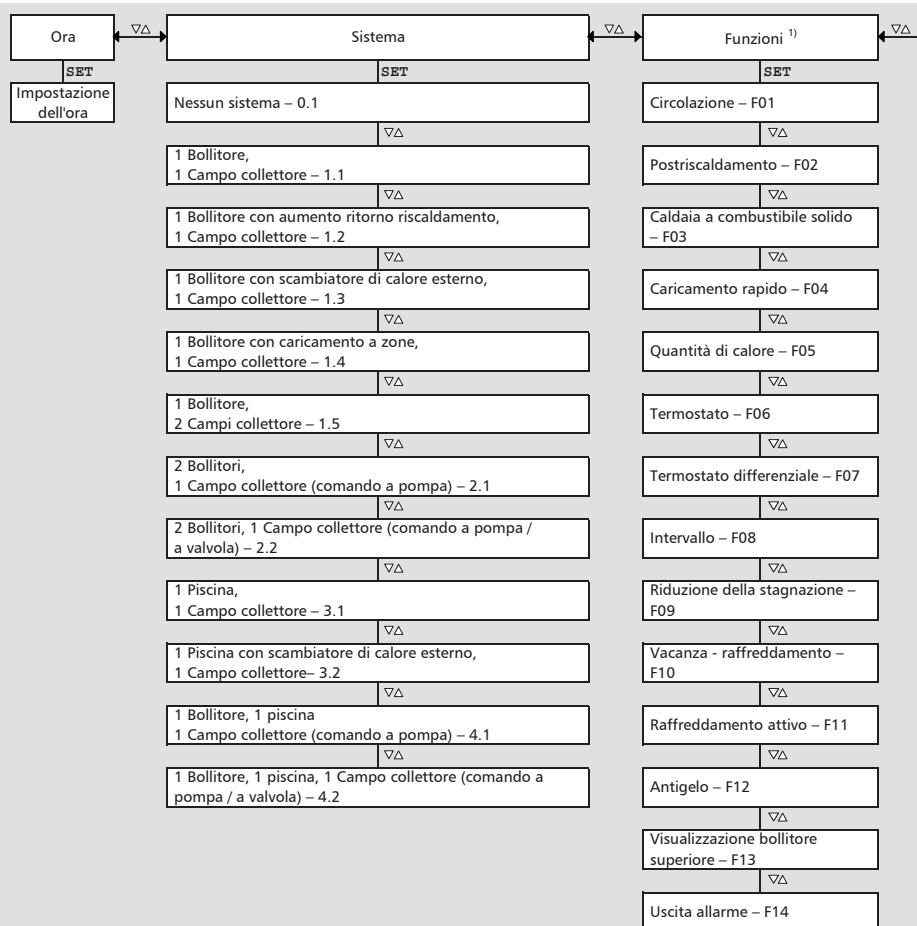 Ora
▽△
Sistema
▽△
Funzioni 1)
▽△
SET
Impostazione
dell'ora
SET
Nessun sistema – 0.1
▽△
1 Bollitore,
1 Campo collettore – 1.1
▽△
1 Bollitore con aumento ritorno riscaldamento,
1 Campo collettore – 1.2
▽△
1 Bollitore con scambiatore di calore esterno,
1 Campo collettore – 1.3
▽△
1 Bollitore con caricamento a zone,
1 Campo collettore – 1.4
▽△
1 Bollitore,
2 Campi collettore – 1.5
▽△
2 Bollitori,
1 Campo collettore (comando a pompa) – 2.1
▽△
2 Bollitori, 1 Campo collettore (comando a pompa /
a valvola) – 2.2
▽△
1 Piscina,
1 Campo collettore – 3.1
▽△
1 Piscina con scambiatore di calore esterno,
1 Campo collettore– 3.2
▽△
1 Bollitore, 1 piscina
1 Campo collettore (comando a pompa) – 4.1
▽△
1 Bollitore, 1 piscina, 1 Campo collettore (comando a
pompa / a valvola) – 4.2
SET
Circolazione – F01
▽△
Postriscaldamento – F02
▽△
Caldaia a combustibile solido
– F03
▽△
Caricamento rapido – F04
▽△
Quantità di calore – F05
▽△
Termostato – F06
▽△
Termostato differenziale – F07
▽△
Intervallo – F08
▽△
Riduzione della stagnazione –
F09
▽△
Vacanza - raffreddamento –
F10
▽△
Raffreddamento attivo – F11
▽△
Antigelo – F12
▽△
Visualizzazione bollitore
superiore – F13
▽△
Uscita allarme – F14